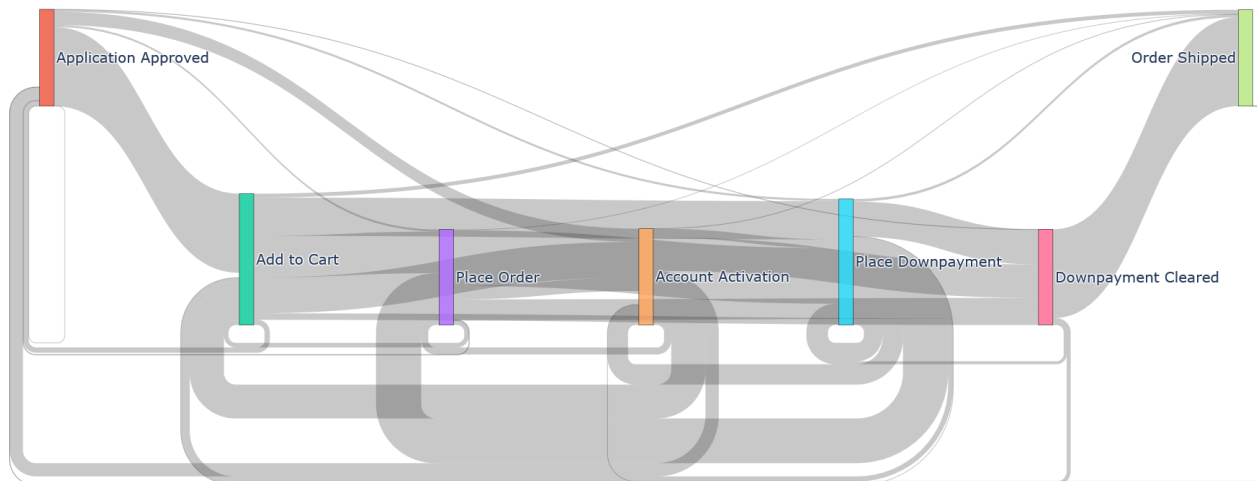 Application Approved
Order Shipped
Add to Cart
Place Order
Account Activation
Place Downpayment
Downpayment Cleared